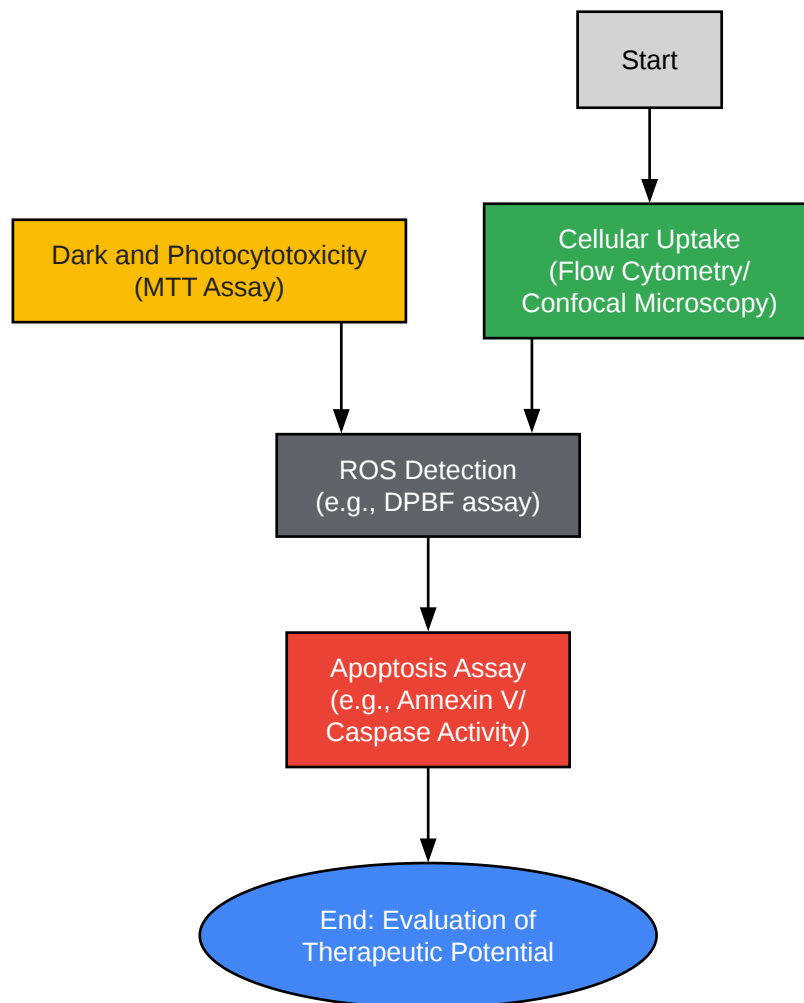 Start
Dark and Photocytotoxicity
(MTT Assay)
Cellular Uptake
(Flow Cytometry/
Confocal Microscopy)
ROS Detection
(e.g., DPBF assay)
Apoptosis Assay
(e.g., Annexin V/
Caspase Activity)
End: Evaluation of
Therapeutic Potential